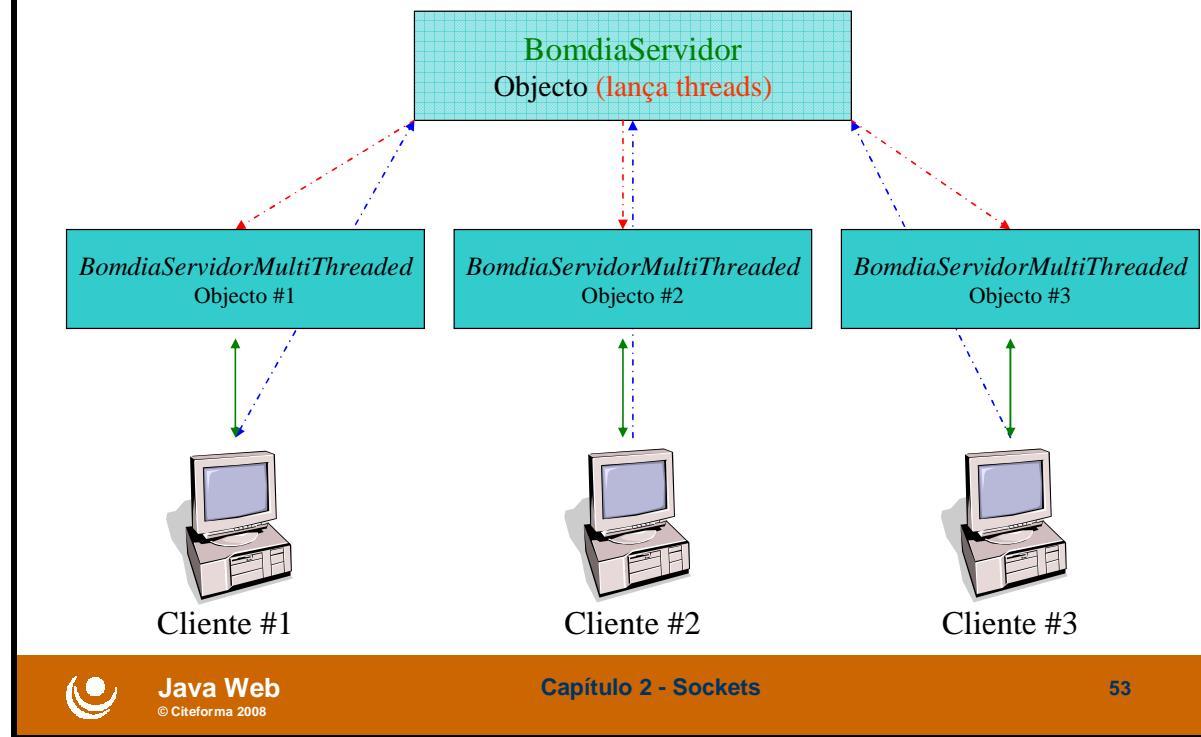 BomdiaServidor
Objecto (lança threads)
BomdiaServidorMultiThreaded
Objecto #1
BomdiaServidorMultiThreaded
Objecto #2
BomdiaServidorMultiThreaded
Objecto #3
Cliente #1
Cliente #2
Cliente #3
Java Web
© Citeforma 2008
Capítulo 2 - Sockets
53